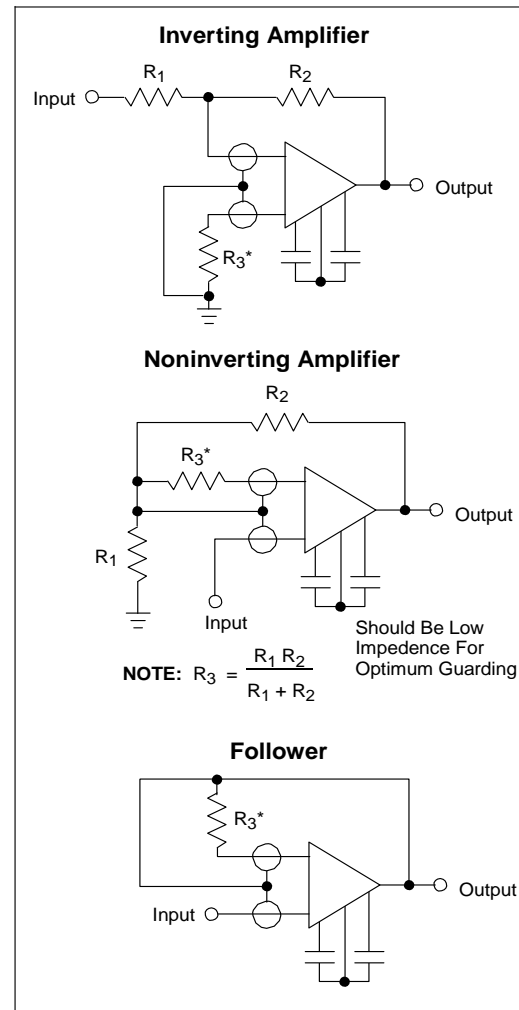 Inverting Amplifier
R1 R2
Input
Output
R3*
Noninverting Amplifier
R2
R3*
Output
R1
Input
Should Be Low
Impedence For
Optimum Guarding
NOTE: R3 = R1 R2 / R1 + R2
Follower
R3*
Output
Input